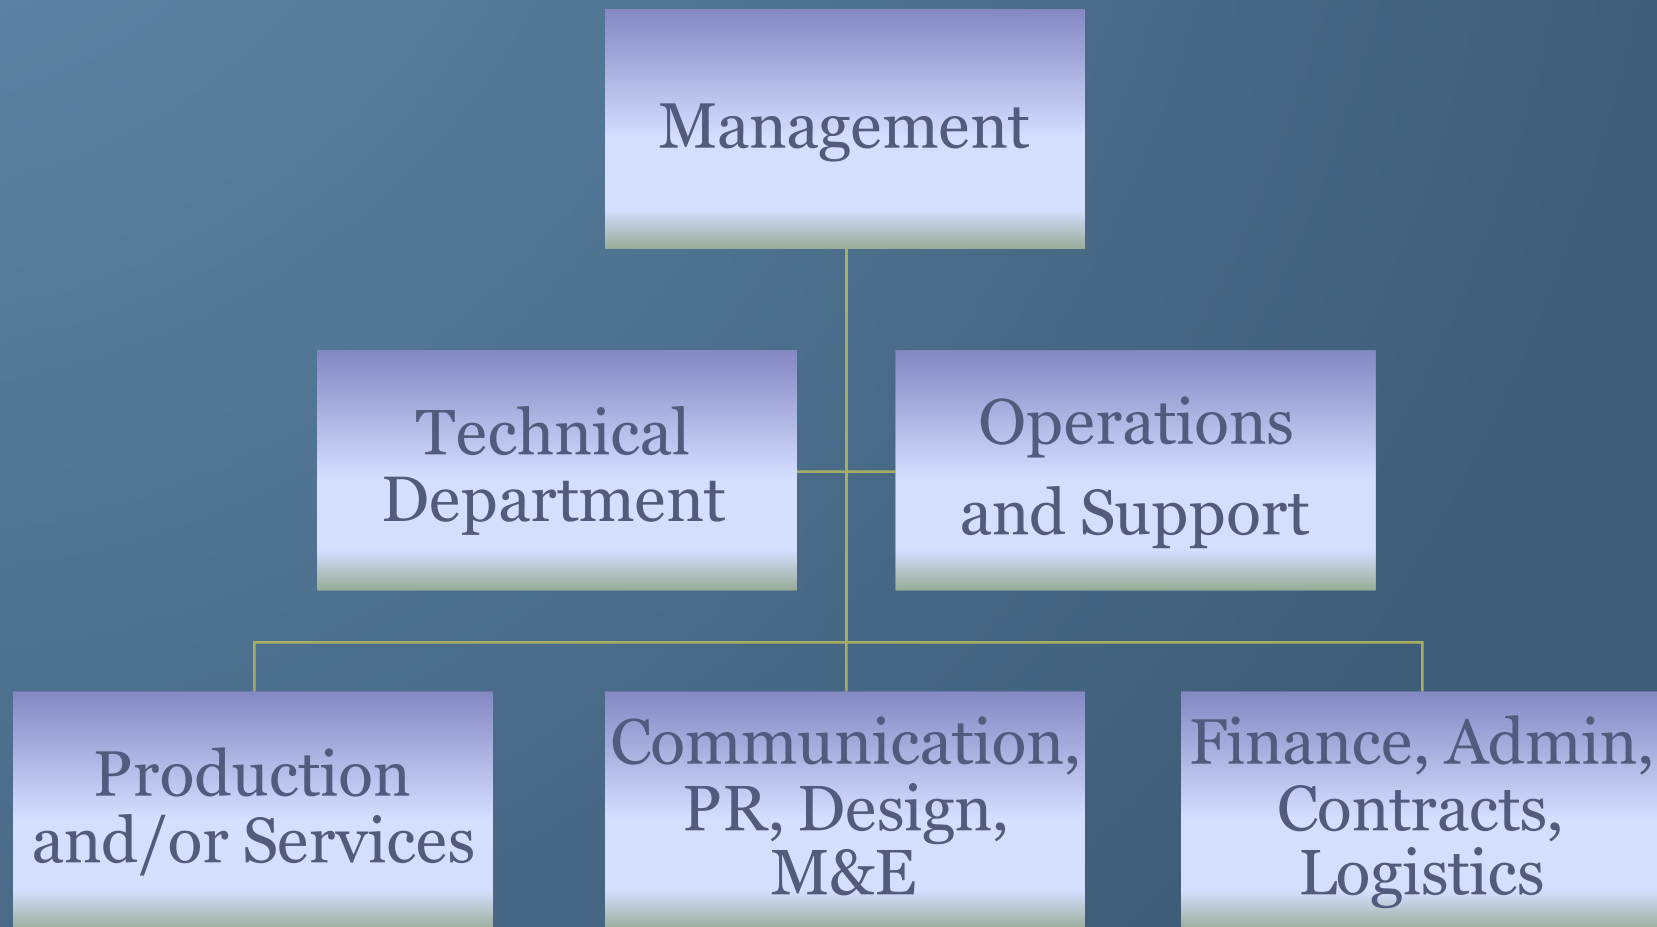 Management
Technical
Department
Operations
and Support
Production
and/or Services
Communication,
PR, Design,
M&E
Finance, Admin,
Contracts,
Logistics